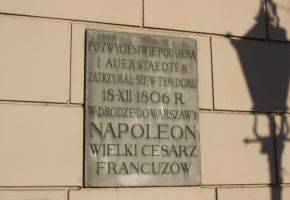 PO ZWYCIĘSTWIE POD JENĄ
I AUERSTAEDTEM
ZATRZYMAŁ SIĘ W TYM DOMU
18·XII 1806 R.
W DRODZE DO WARSZAWY
NAPOLEON
WIELKI CESARZ
FRANCUZÓW